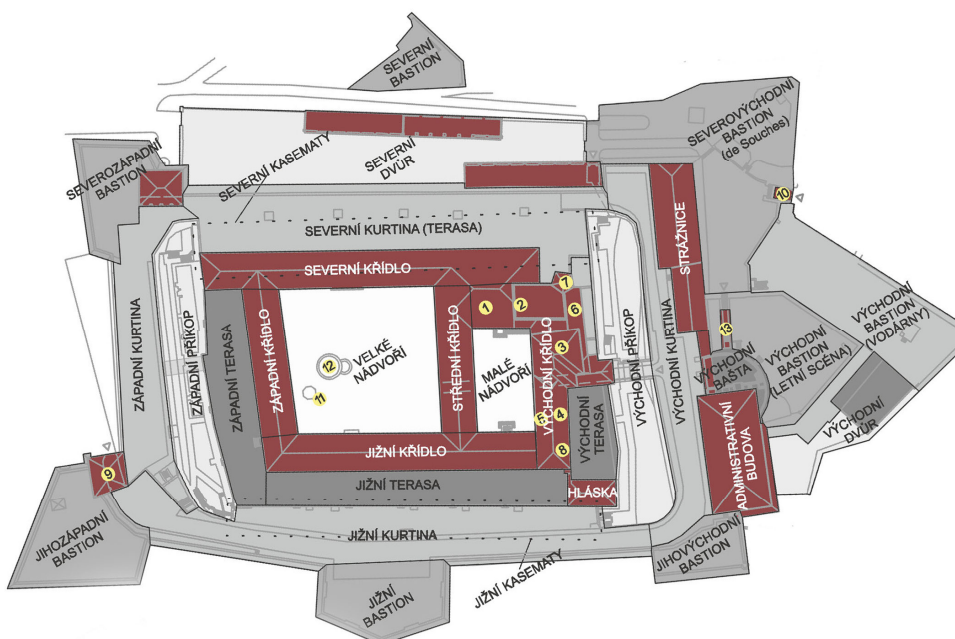 SEVERNÍ
BASTION
SEVEROVÝCHODNÍ
BASTION
(de Souches)
SEVEROZÁPADNÍ
BASTION
SEVERNÍ KASEMATY
SEVERNÍ
DVŮR
10
STRÁŽNICE
SEVERNÍ KURTINA (TERASA)
SEVERNÍ KŘÍDLO
7
1
2
6
3
13
VÝCHODNÍ
BASTION
(VODÁRNY)
VÝCHODNÍ
BASTION
(LETNÍ SCÉNA)
VÝCHODNÍ
BAŠTA
VÝCHODNÍ
DVŮR
ZÁPADNÍ KURTINA
ZÁPADNÍ PŘÍKOP
ZÁPADNÍ TERASA
ZÁPADNÍ KŘÍDLO
12
VELKÉ
NÁDVOŘÍ
11
STŘEDNÍ KŘÍDLO
MALÉ
NÁDVOŘÍ
VÝCHODNÍ KŘÍDLO
5
4
8
VÝCHODNÍ
TERASA
VÝCHODNÍ PŘÍKOP
VÝCHODNÍ KURTINA
ADMINISTRATIVNÍ
BUDOVA
JIŽNÍ KŘÍDLO
9
JIŽNÍ TERASA
HLÁSKA
JIHOZÁPADNÍ
BASTION
JIŽNÍ KURTINA
JIŽNÍ KASEMATY
JIHOVÝCHODNÍ
BASTION
JIŽNÍ
BASTION